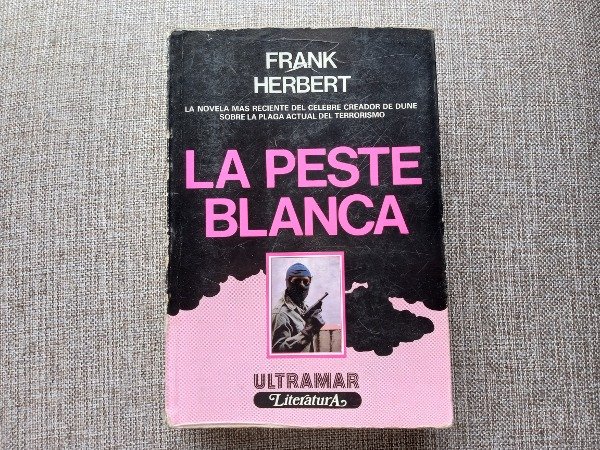 FRANK
HERBERT
LA NOVELA MAS RECIENTE DEL CELEBRE CREADOR DE DUNE
SOBRE LA PLAGA ACTUAL DEL TERRORISMO
LA PESTE
BLANCA
ULTRAMAR
LiteraturA